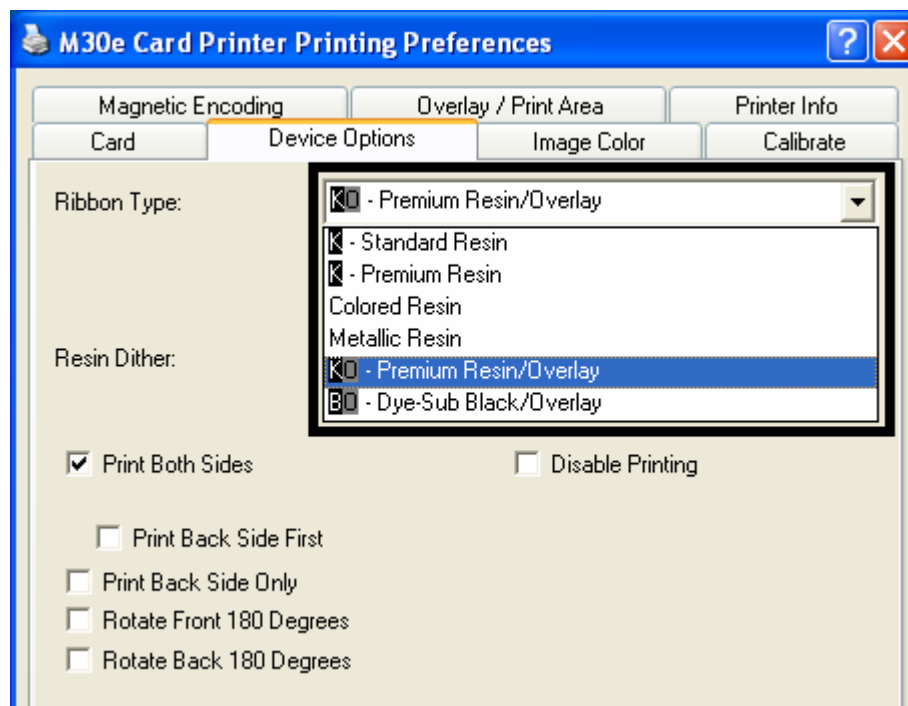 M30e Card Printer Printing Preferences
?
Magnetic Encoding Overlay / Print Area Printer Info
Card Device Options Image Color Calibrate
Ribbon Type: KO - Premium Resin/Overlay
K - Standard Resin
K - Premium Resin
Colored Resin
Metallic Resin
Resin Dither:
KO - Premium Resin/Overlay
BO - Dye-Sub Black/Overlay
Print Both Sides Disable Printing
Print Back Side First
Print Back Side Only
Rotate Front 180 Degrees
Rotate Back 180 Degrees